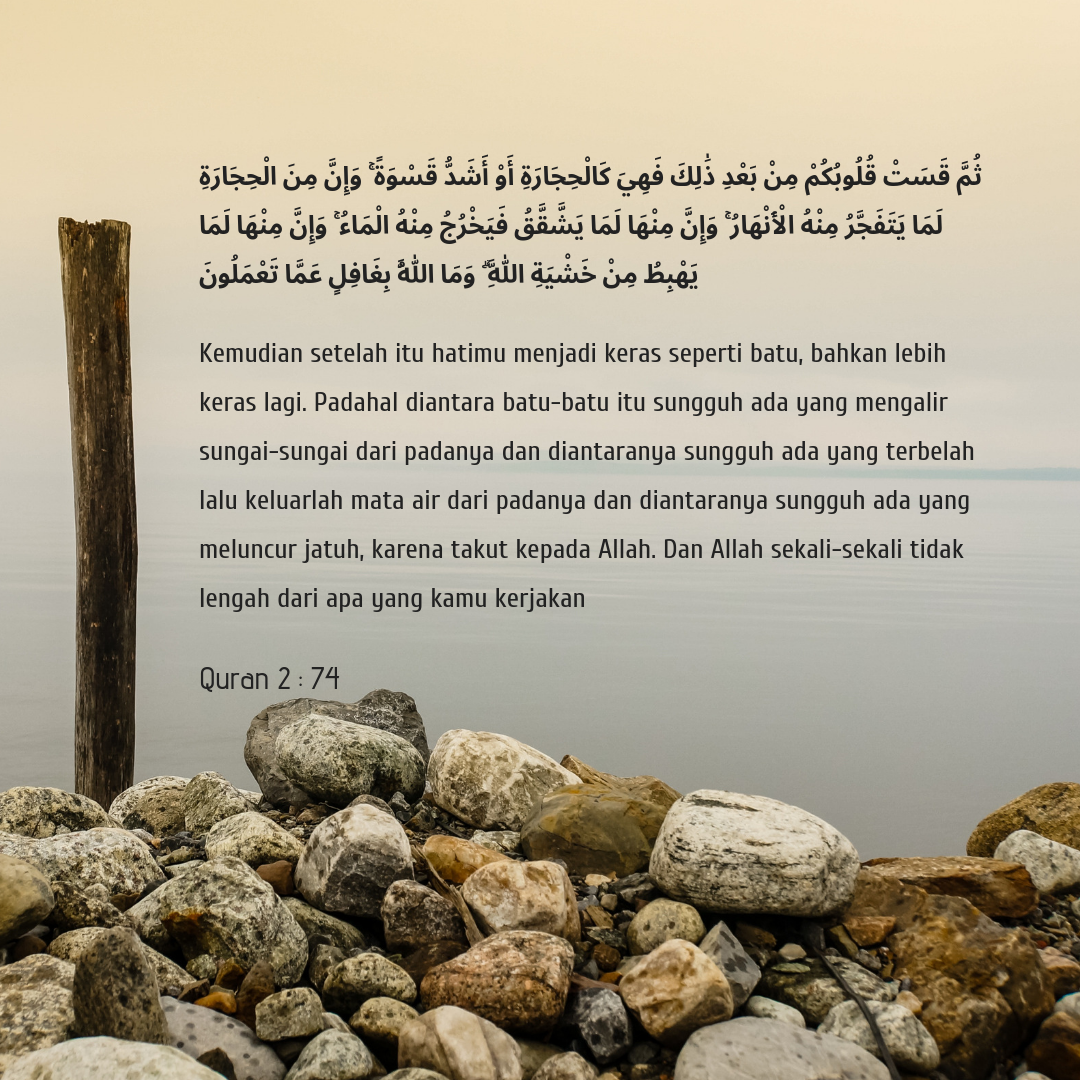 ثُمَّ قَسَتْ قُلُوبُكُمْ مِنْ بَعْدِ ذَٰلِكَ فَهِيَ كَالْحِجَارَةِ أَوْ أَشَدُّ قَسْوَةً ۚ وَإِنَّ مِنَ الْحِجَارَةِ
لَمَا يَتَفَجَّرُ مِنْهُ الْأَنْهَارُ ۚ وَإِنَّ مِنْهَا لَمَا يَشَّقَّقُ فَيَخْرُجُ مِنْهُ الْمَاءُ ۚ وَإِنَّ مِنْهَا لَمَا
يَهْبِطُ مِنْ خَشْيَةِ اللَّهِ ۗ وَمَا اللَّهُ بِغَافِلٍ عَمَّا تَعْمَلُونَ
Kemudian setelah itu hatimu menjadi keras seperti batu, bahkan lebih
keras lagi. Padahal diantara batu-batu itu sungguh ada yang mengalir
sungai-sungai dari padanya dan diantaranya sungguh ada yang terbelah
lalu keluarlah mata air dari padanya dan diantaranya sungguh ada yang
meluncur jatuh, karena takut kepada Allah. Dan Allah sekali-sekali tidak
lengah dari apa yang kamu kerjakan
Quran 2 : 74